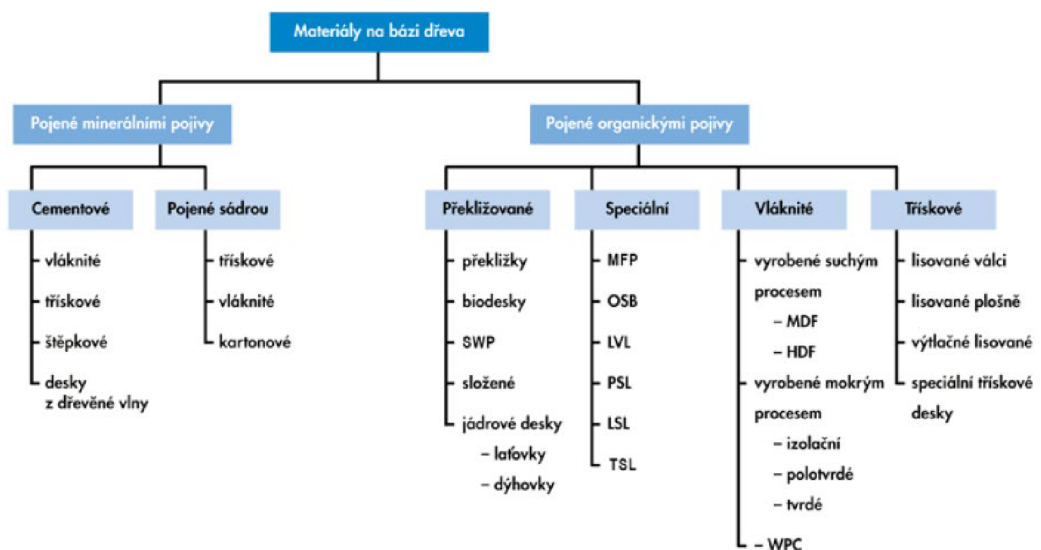 Materiály na bázi dřeva
Pojené minerálními pojivy
Pojené organickými pojivy
Cementové
Pojené sádrou
Překližované
Speciální
Vláknité
Třískové
vláknité
třískové
štěpkové
desky
z dřevěné vlny
třískové
vláknité
kartonové
překližky
biodesky
SWP
složené
jádrové desky
– laťovky
– dýhovky
MFP
OSB
LVL
PSL
LSL
TSL
vyrobené suchým
procesem
– MDF
– HDF
vyrobené mokrým
procesem
– izolační
– polotvrdé
– tvrdé
– WPC
lisované válci
lisované plošně
výtlačné lisované
speciální třískové
desky